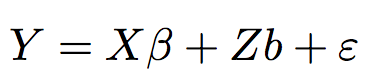 Y = Xβ + Zb + ε